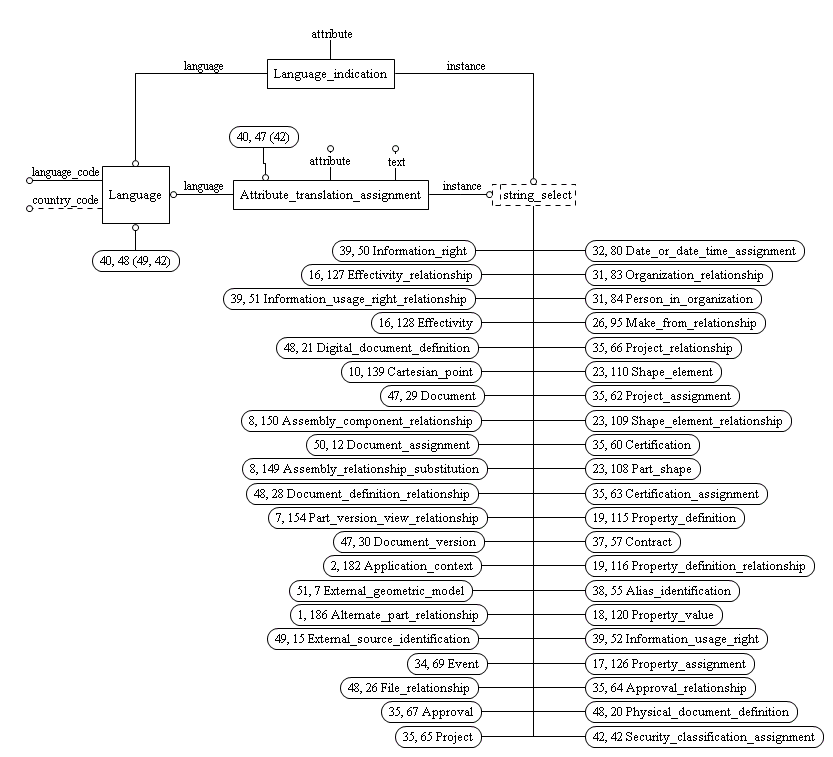 attribute
language
Language_indication
instance
40, 47 (42)
attribute
text
language_code
Language
country_code
language
Attribute_translation_assignment
instance
string_select
40, 48 (49, 42)
39, 50 Information_right
32, 80 Date_or_date_time_assignment
16, 127 Effectivity_relationship
31, 83 Organization_relationship
39, 51 Information_usage_right_relationship
31, 84 Person_in_organization
16, 128 Effectivity
26, 95 Make_from_relationship
48, 21 Digital_document_definition
35, 66 Project_relationship
10, 139 Cartesian_point
23, 110 Shape_element
47, 29 Document
35, 62 Project_assignment
8, 150 Assembly_component_relationship
23, 109 Shape_element_relationship
50, 12 Document_assignment
35, 60 Certification
8, 149 Assembly_relationship_substitution
23, 108 Part_shape
48, 28 Document_definition_relationship
35, 63 Certification_assignment
7, 154 Part_version_view_relationship
19, 115 Property_definition
47, 30 Document_version
37, 57 Contract
2, 182 Application_context
19, 116 Property_definition_relationship
51, 7 External_geometric_model
38, 55 Alias_identification
1, 186 Alternate_part_relationship
18, 120 Property_value
49, 15 External_source_identification
39, 52 Information_usage_right
34, 69 Event
17, 126 Property_assignment
48, 26 File_relationship
35, 64 Approval_relationship
35, 67 Approval
48, 20 Physical_document_definition
35, 65 Project
42, 42 Security_classification_assignment